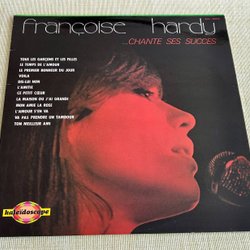 françoise hardy
...CHANTE SES SUCCES
TOUS LES GARÇONS ET LES FILLES
LE TEMPS DE L'AMOUR
LE PREMIER BONHEUR DU JOUR
VOILA
DIS-LUI NON
L'AMITIE
CE PETIT CŒUR
LA MAISON OU J'AI GRANDI
MON AMIE LA ROSE
L'AMOUR S'EN VA
VA PAS PRENDRE UN TAMBOUR
TON MEILLEUR AMI
kaleidoscope